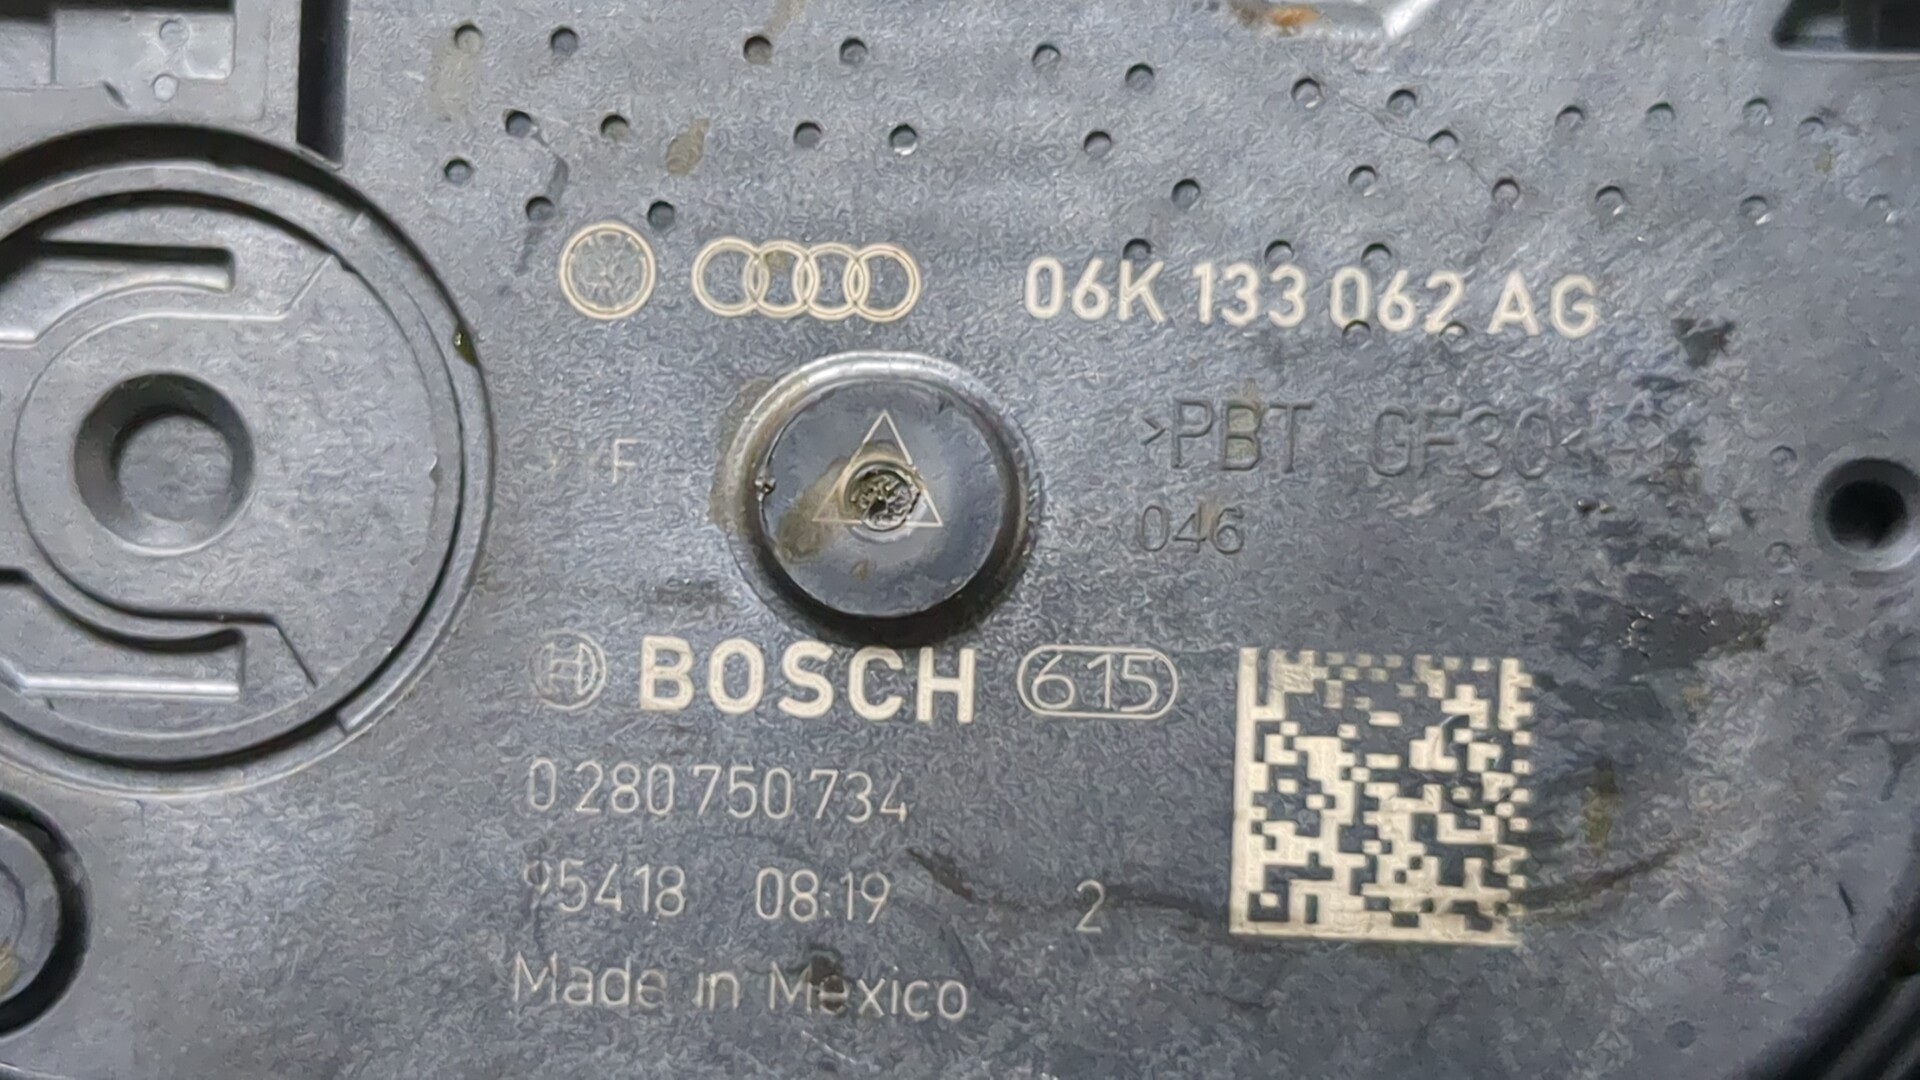 06K 133 062 AG
>PBT GF30
F
046
BOSCH 615
0 280 750 734
95418 08:19 2
Made in Mexico